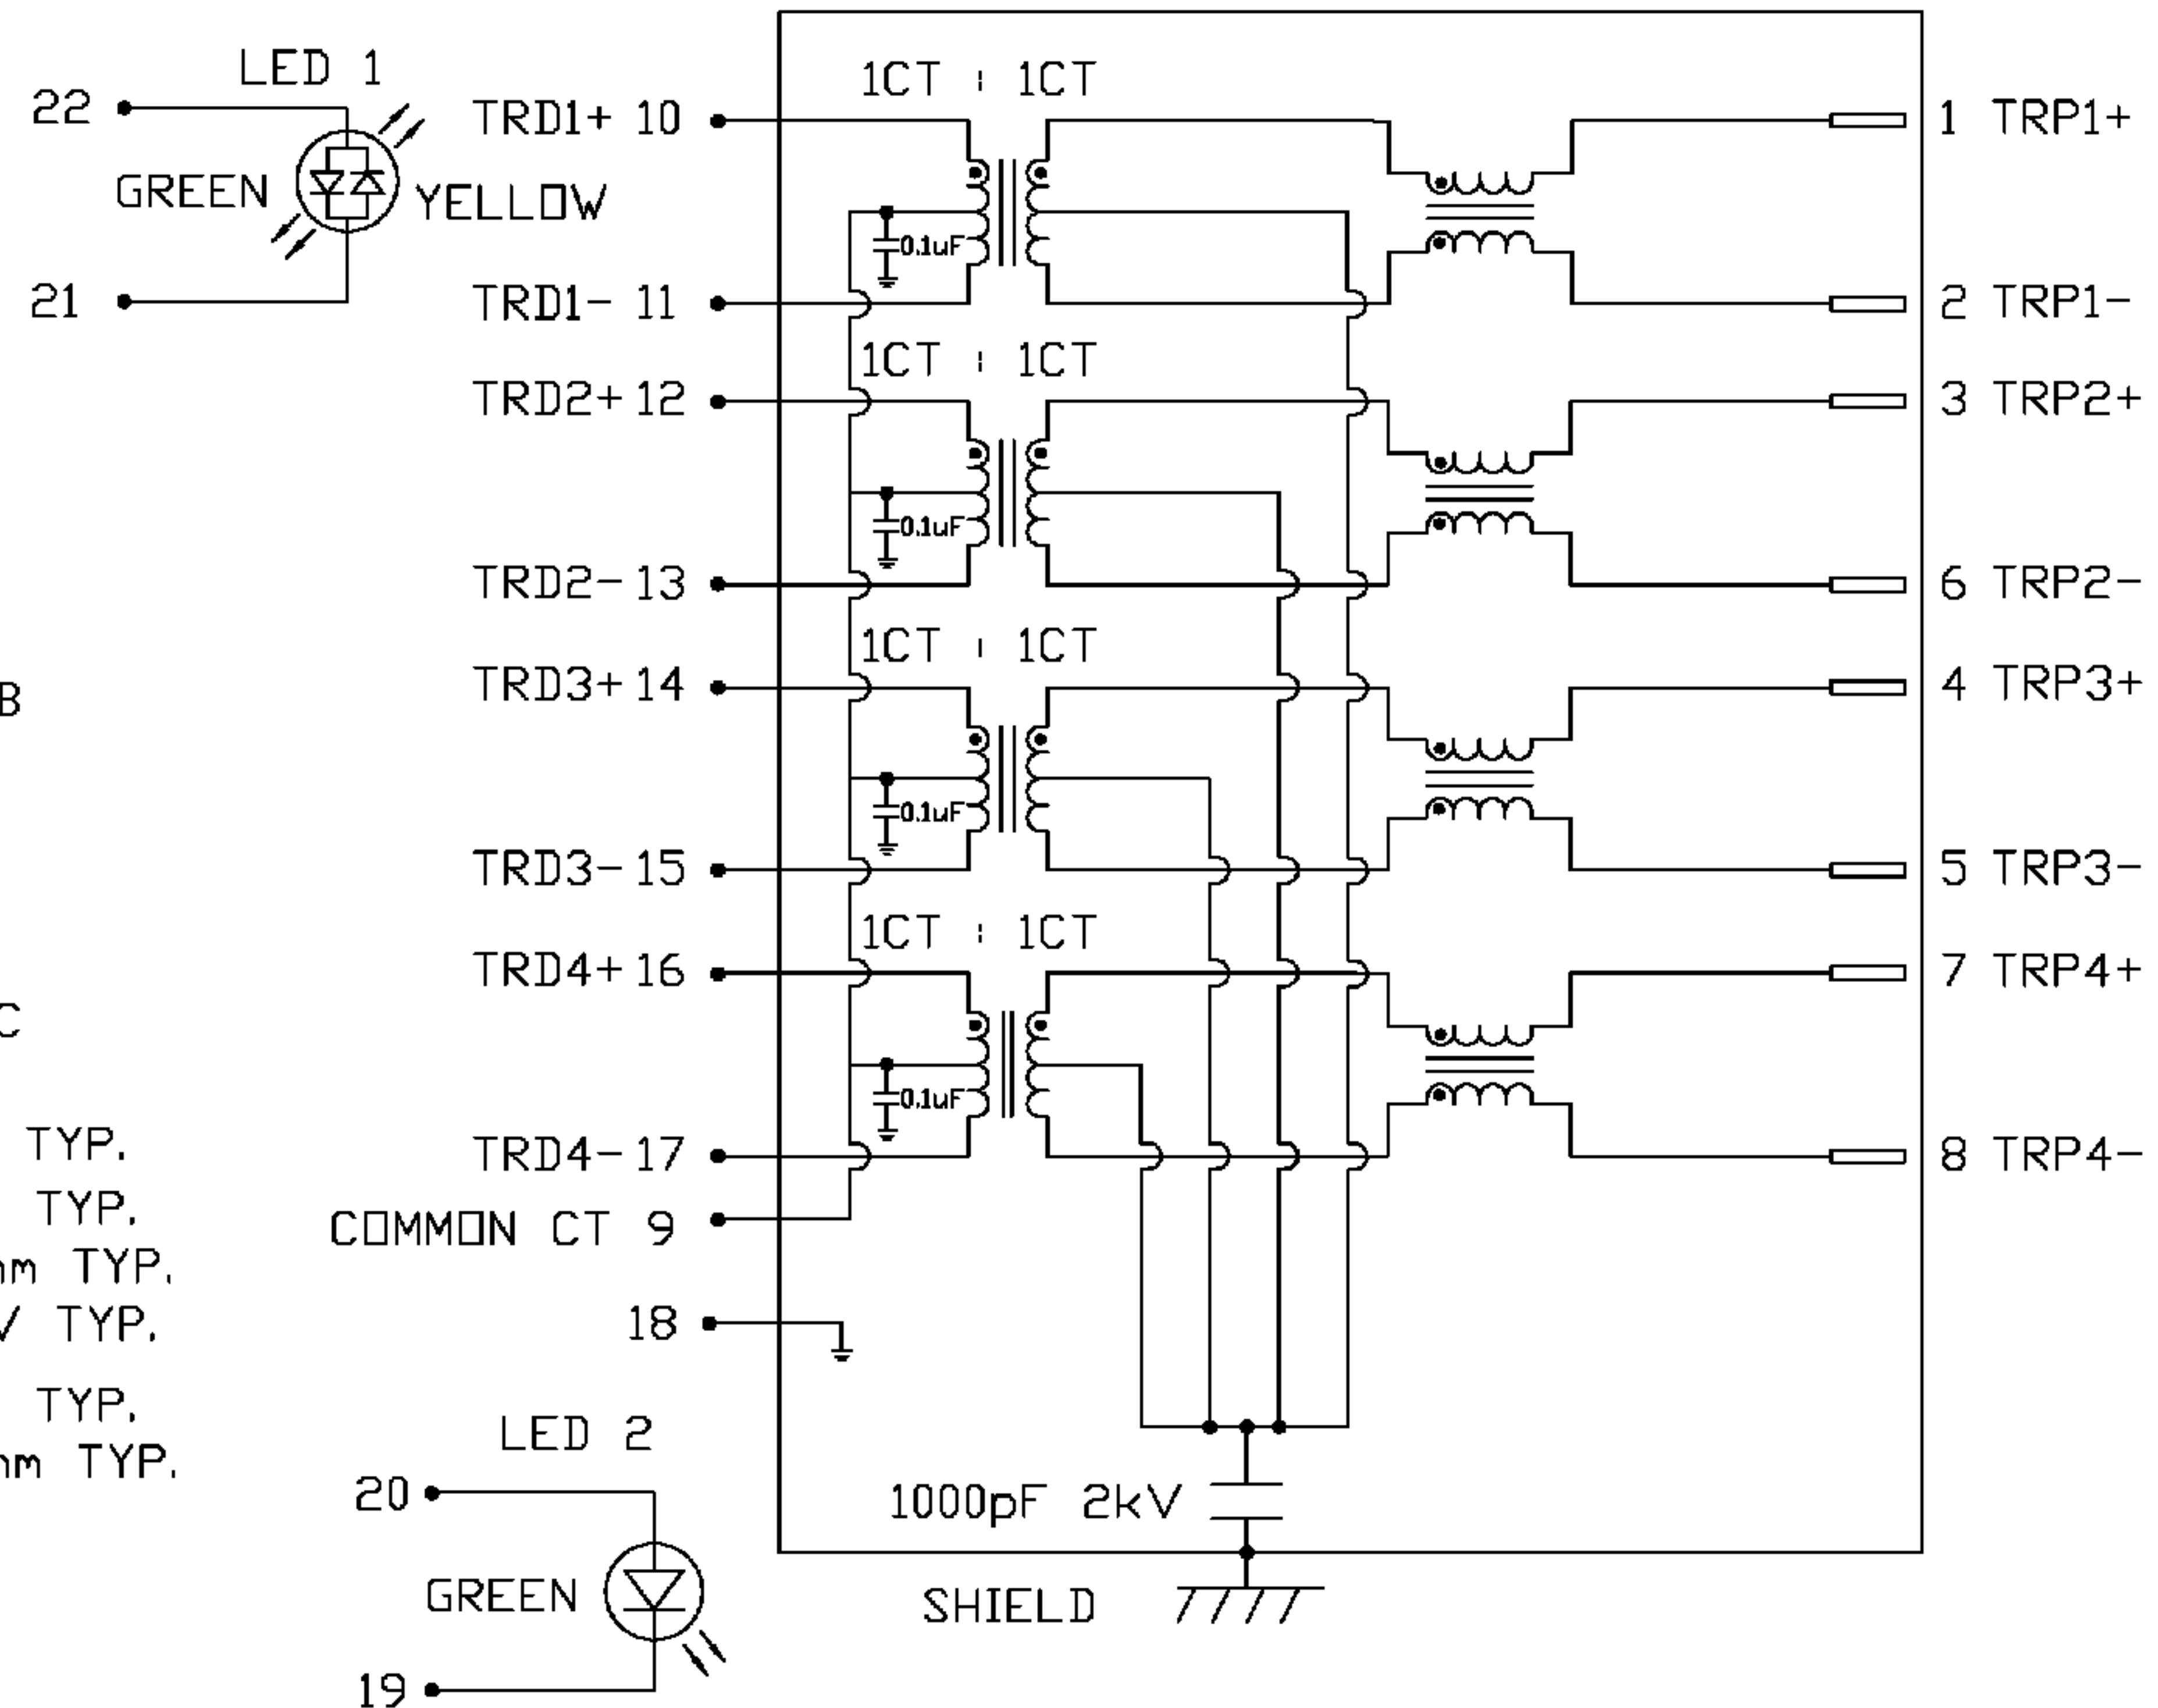 LED 1
22
GREEN
YELLOW
21
1CT : 1CT
TRD1+ 10
0.1uF
TRD1- 11
1 TRP1+
2 TRP1-
1CT : 1CT
TRD2+ 12
0.1uF
TRD2- 13
3 TRP2+
6 TRP2-
1CT : 1CT
TRD3+ 14
0.1uF
TRD3- 15
4 TRP3+
5 TRP3-
1CT : 1CT
TRD4+ 16
0.1uF
TRD4- 17
7 TRP4+
8 TRP4-
COMMON CT 9
18
B
C
TYP.
TYP.
m TYP.
V TYP.
TYP.
m TYP.
LED 2
20
GREEN
19
1000pF 2kV
SHIELD